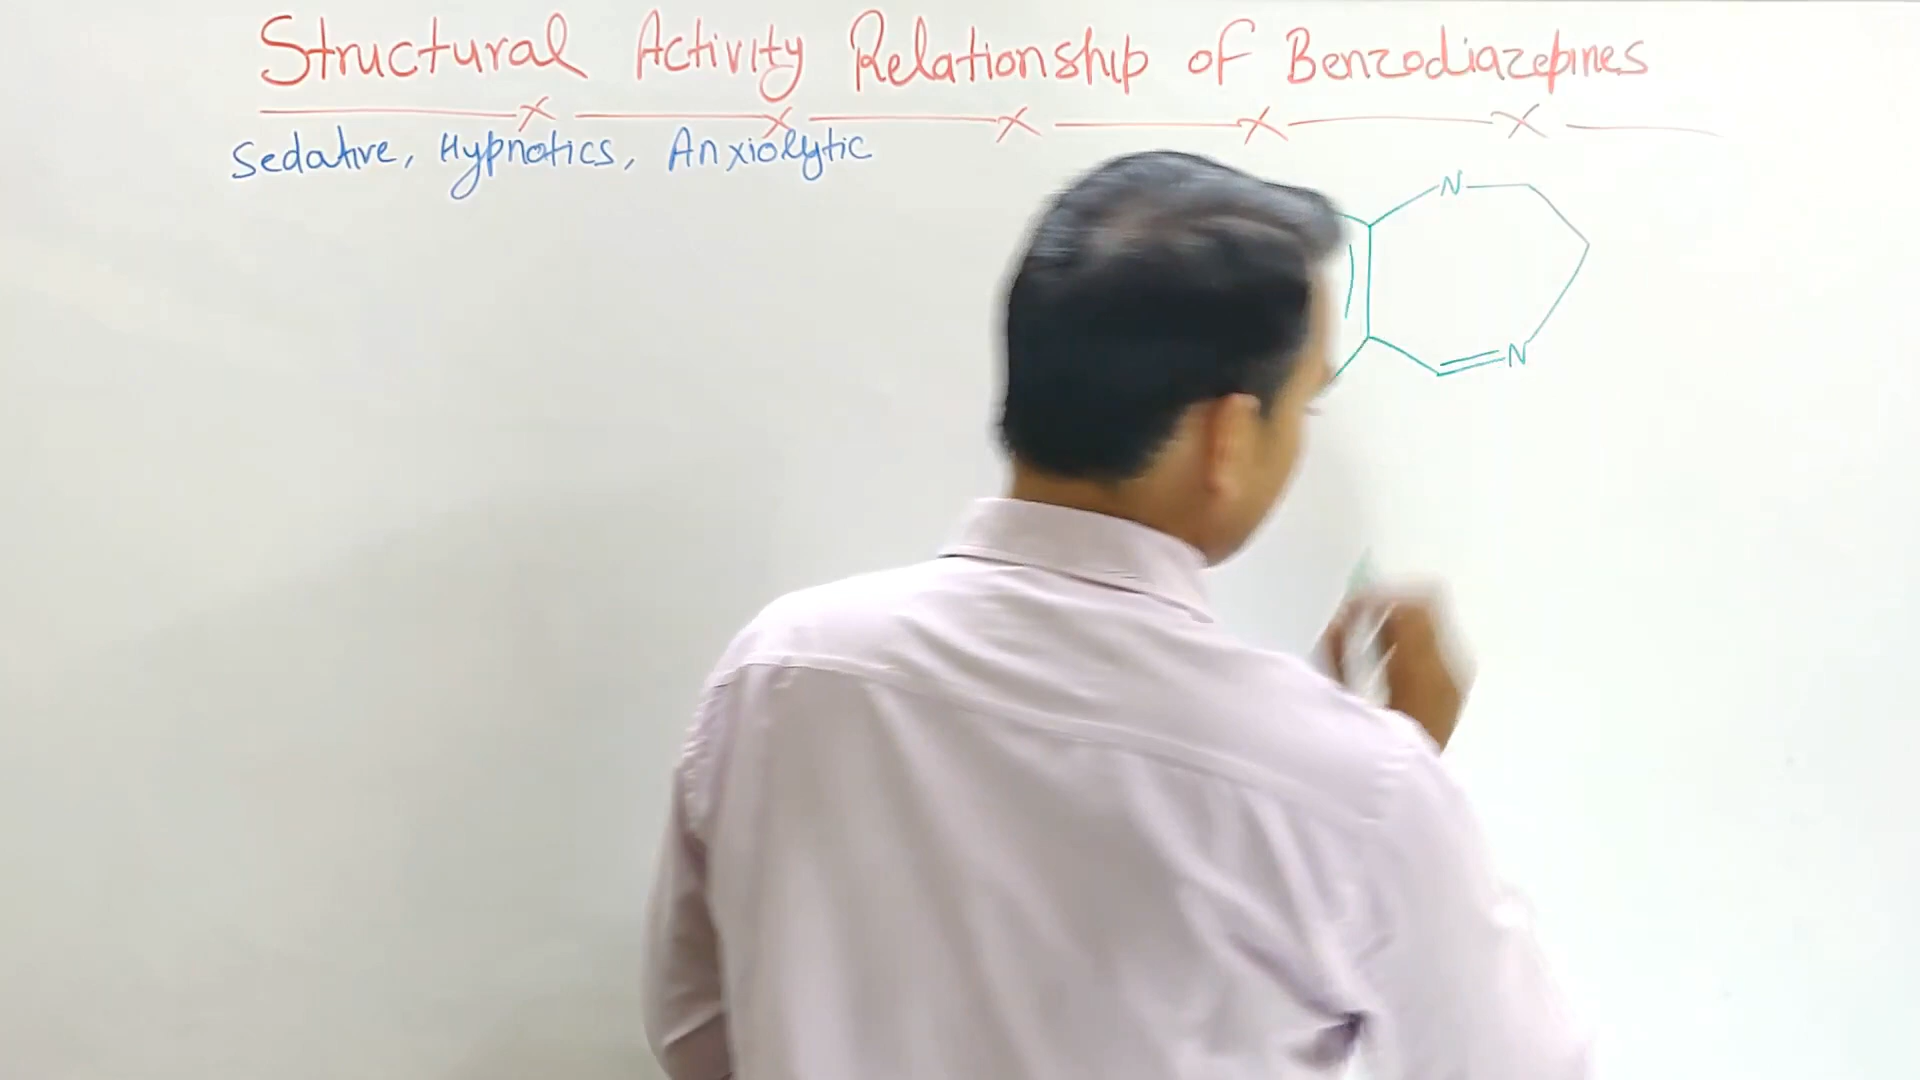 Structural Activity Relationship of Benzodiazepines
Sedative, Hypnotics, Anxiolytic
N
N